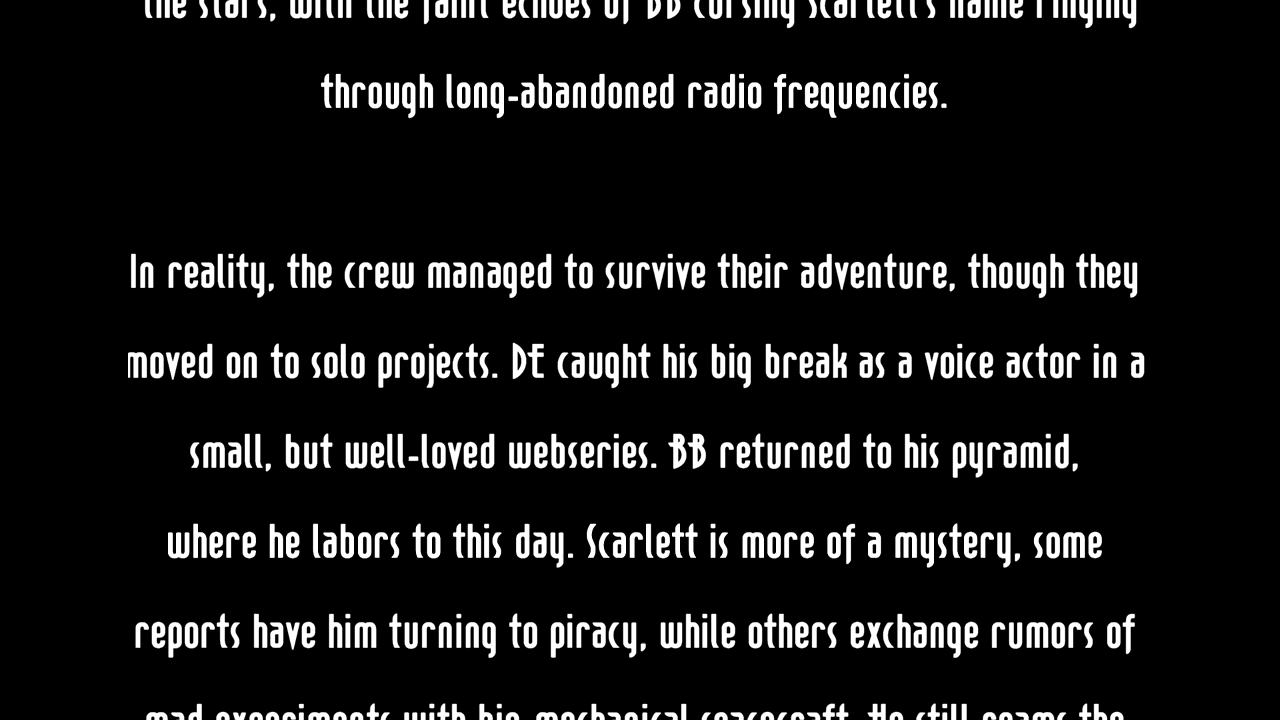 the stars, with the faint echoes of BB cursing Scarlett's name ringing
through long-abandoned radio frequencies.
In reality, the crew managed to survive their adventure, though they
moved on to solo projects. DE caught his big break as a voice actor in a
small, but well-loved webseries. BB returned to his pyramid,
where he labors to this day. Scarlett is more of a mystery, some
reports have him turning to piracy, while others exchange rumors of
mad experiments with bio-mechanical spacecraft. He still roams the